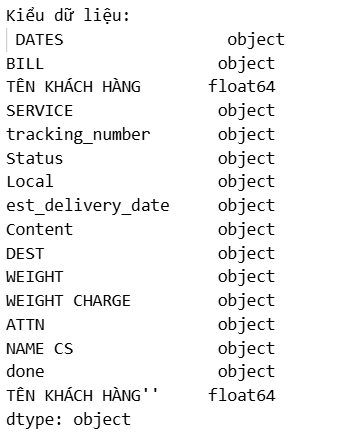 Kiểu dữ liệu:
DATES object
BILL object
TÊN KHÁCH HÀNG float64
SERVICE object
tracking_number object
Status object
Local object
est_delivery_date object
Content object
DEST object
WEIGHT object
WEIGHT CHARGE object
ATTN object
NAME CS object
done object
TÊN KHÁCH HÀNG'' float64
dtype: object